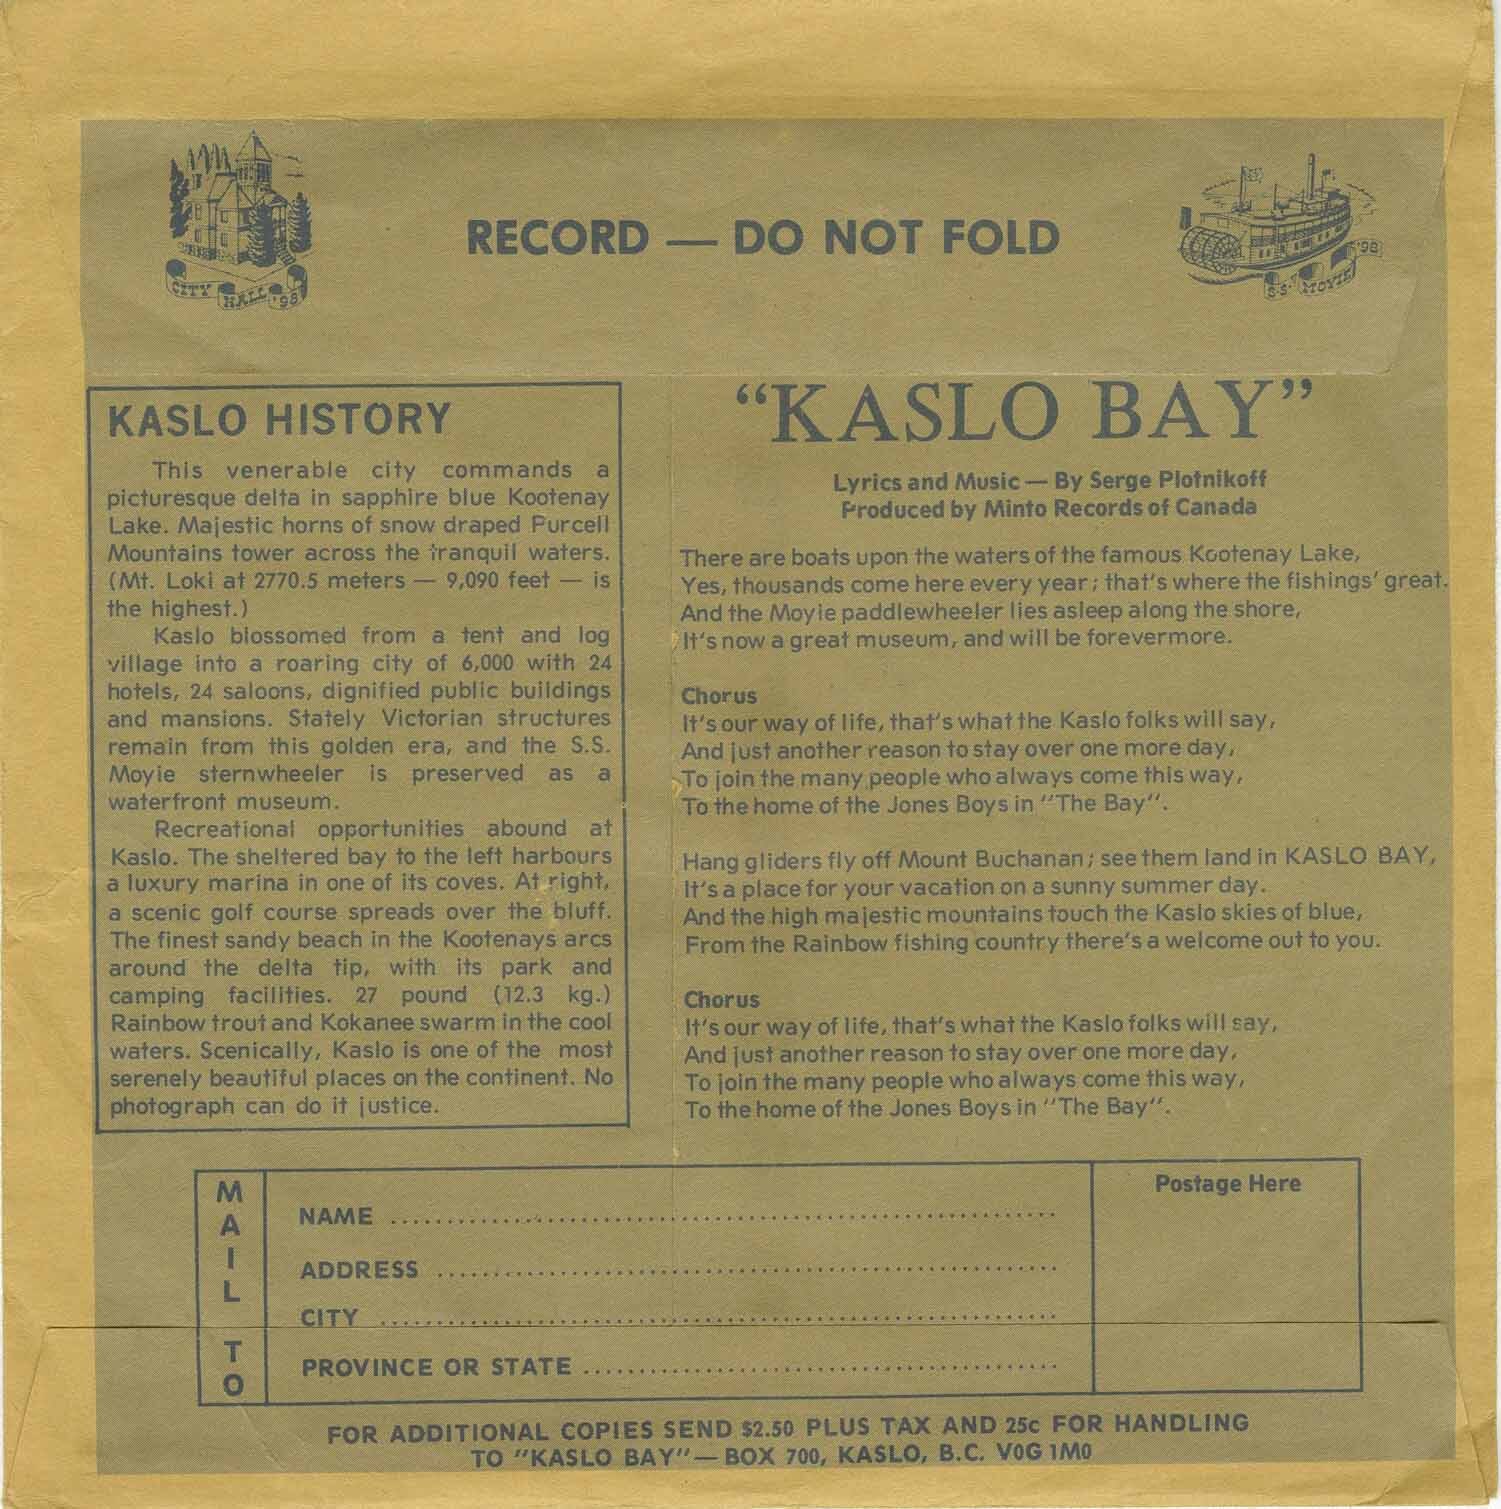 RECORD — DO NOT FOLD
CITY HALL '98
S.S. MOYIE '98
KASLO HISTORY
This venerable city commands a
picturesque delta in sapphire blue Kootenay
Lake. Majestic horns of snow draped Purcell
Mountains tower across the tranquil waters.
(Mt. Loki at 2770.5 meters — 9,090 feet — is
the highest.)
Kaslo blossomed from a tent and log
village into a roaring city of 6,000 with 24
hotels, 24 saloons, dignified public buildings
and mansions. Stately Victorian structures
remain from this golden era, and the S.S.
Moyie sternwheeler is preserved as a
waterfront museum.
Recreational opportunities abound at
Kaslo. The sheltered bay to the left harbours
a luxury marina in one of its coves. At right,
a scenic golf course spreads over the bluff.
The finest sandy beach in the Kootenays arcs
around the delta tip, with its park and
camping facilities. 27 pound (12.3 kg.)
Rainbow trout and Kokanee swarm in the cool
waters. Scenically, Kaslo is one of the most
serenely beautiful places on the continent. No
photograph can do it justice.
“KASLO BAY”
Lyrics and Music — By Serge Plotnikoff
Produced by Minto Records of Canada
There are boats upon the waters of the famous Kootenay Lake,
Yes, thousands come here every year; that's where the fishings' great.
And the Moyie paddlewheeler lies asleep along the shore,
It's now a great museum, and will be forevermore.
Chorus
It's our way of life, that's what the Kaslo folks will say,
And just another reason to stay over one more day,
To join the many people who always come this way,
To the home of the Jones Boys in "The Bay".
Hang gliders fly off Mount Buchanan; see them land in KASLO BAY,
It's a place for your vacation on a sunny summer day.
And the high majestic mountains touch the Kaslo skies of blue,
From the Rainbow fishing country there's a welcome out to you.
Chorus
It's our way of life, that's what the Kaslo folks will say,
And just another reason to stay over one more day,
To join the many people who always come this way,
To the home of the Jones Boys in "The Bay".
MAIL TO
NAME
ADDRESS
CITY
PROVINCE OR STATE
Postage Here
FOR ADDITIONAL COPIES SEND $2.50 PLUS TAX AND 25c FOR HANDLING
TO "KASLO BAY" — BOX 700, KASLO, B.C. V0G 1M0